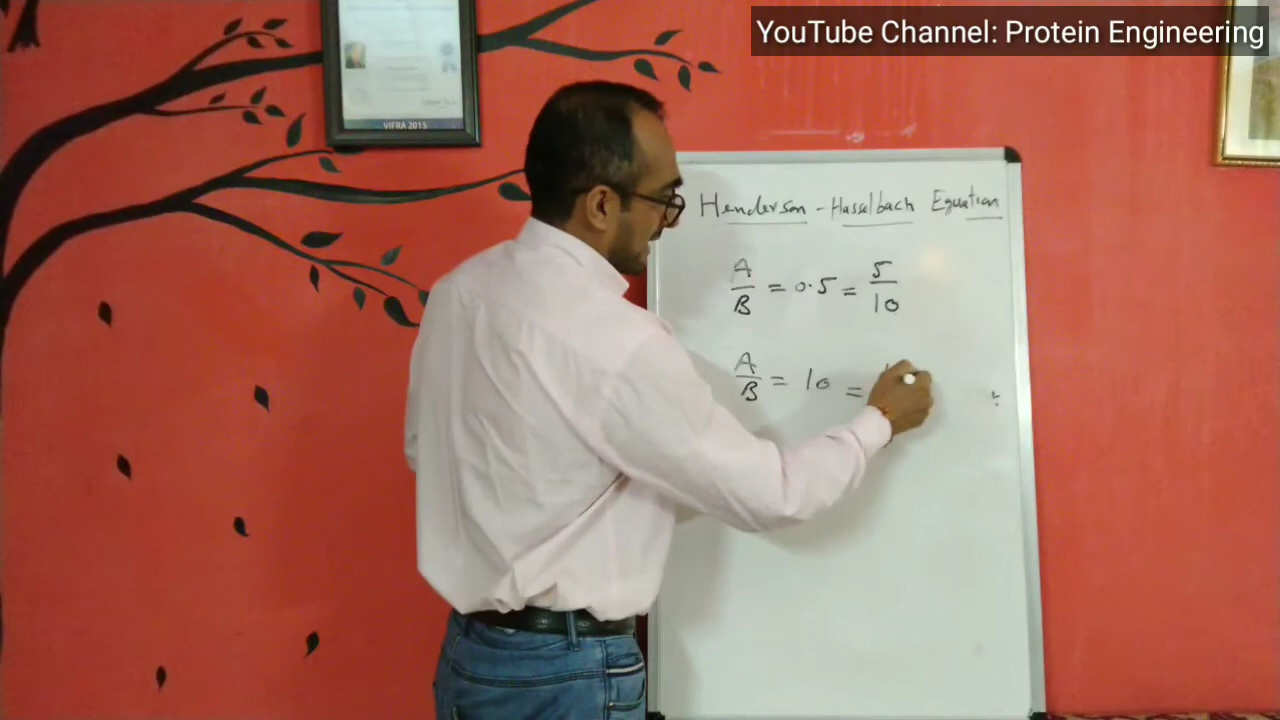 YouTube Channel: Protein Engineering
VIFRA 2015
Henderson - Hasselbach Equation
A/B = 0.5 = 5/10
A/B = 10 =